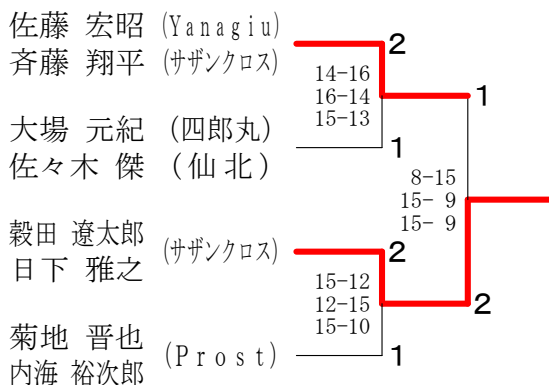 佐藤 宏昭 (Yanagiu)
斉藤 翔平 (サザンクロス)
2
14-16
16-14
15-13
1
大場 元紀 (四郎丸)
佐々木 傑 (仙北)
1
8-15
15- 9
15- 9
穀田 遼太郎
日下 雅之
(サザンクロス)
2
15-12
12-15
15-10
2
菊地 晋也
内海 裕次郎
(Prost)
1